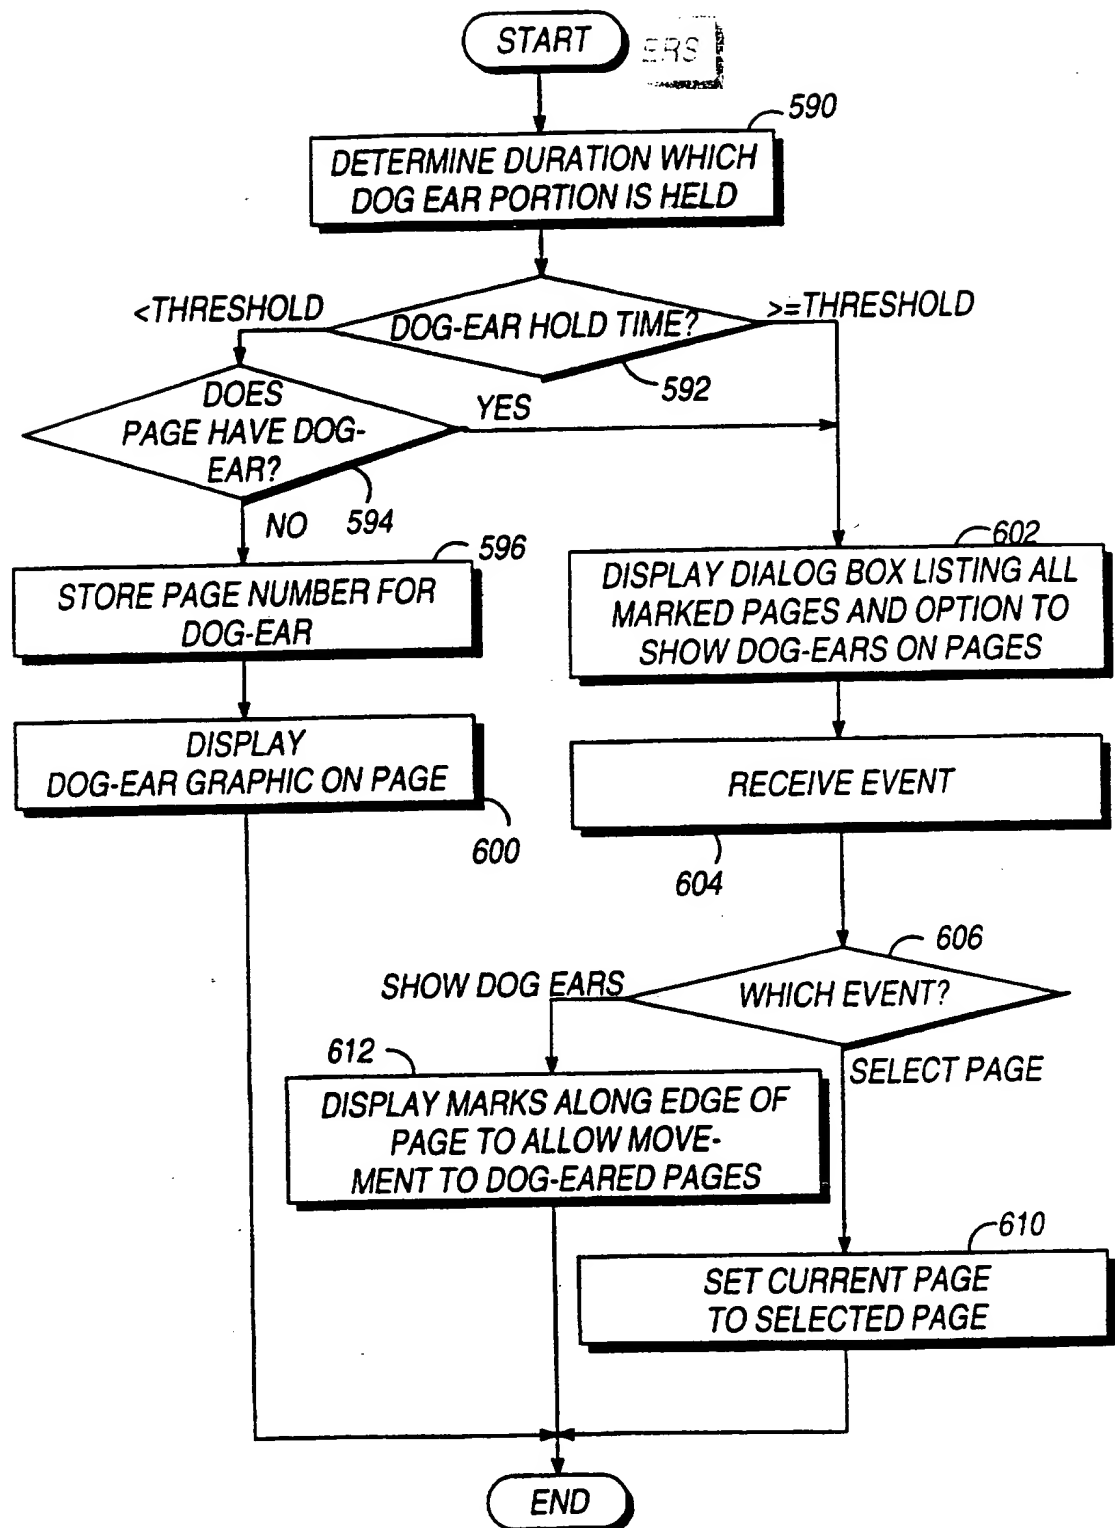 START
ERS
590
DETERMINE DURATION WHICH
DOG EAR PORTION IS HELD
<THRESHOLD
DOG-EAR HOLD TIME?
>=THRESHOLD
592
DOES
PAGE HAVE DOG-
EAR?
YES
594
NO
596
STORE PAGE NUMBER FOR
DOG-EAR
602
DISPLAY DIALOG BOX LISTING ALL
MARKED PAGES AND OPTION TO
SHOW DOG-EARS ON PAGES
DISPLAY
DOG-EAR GRAPHIC ON PAGE
600
RECEIVE EVENT
604
606
SHOW DOG EARS
WHICH EVENT?
612
SELECT PAGE
DISPLAY MARKS ALONG EDGE OF
PAGE TO ALLOW MOVE-
MENT TO DOG-EARED PAGES
610
SET CURRENT PAGE
TO SELECTED PAGE
END